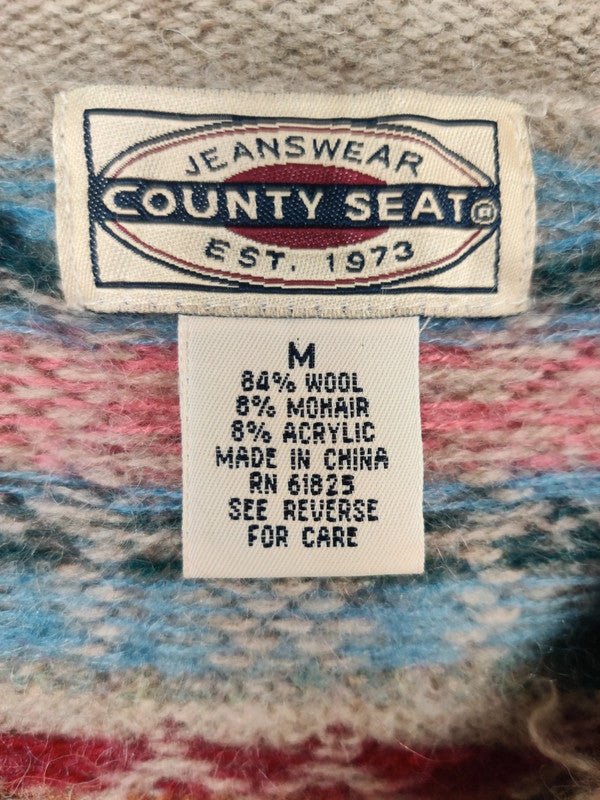 JEANSWEAR
COUNTY SEAT®
EST. 1973
M
84% WOOL
8% MOHAIR
8% ACRYLIC
MADE IN CHINA
RN 61825
SEE REVERSE
FOR CARE